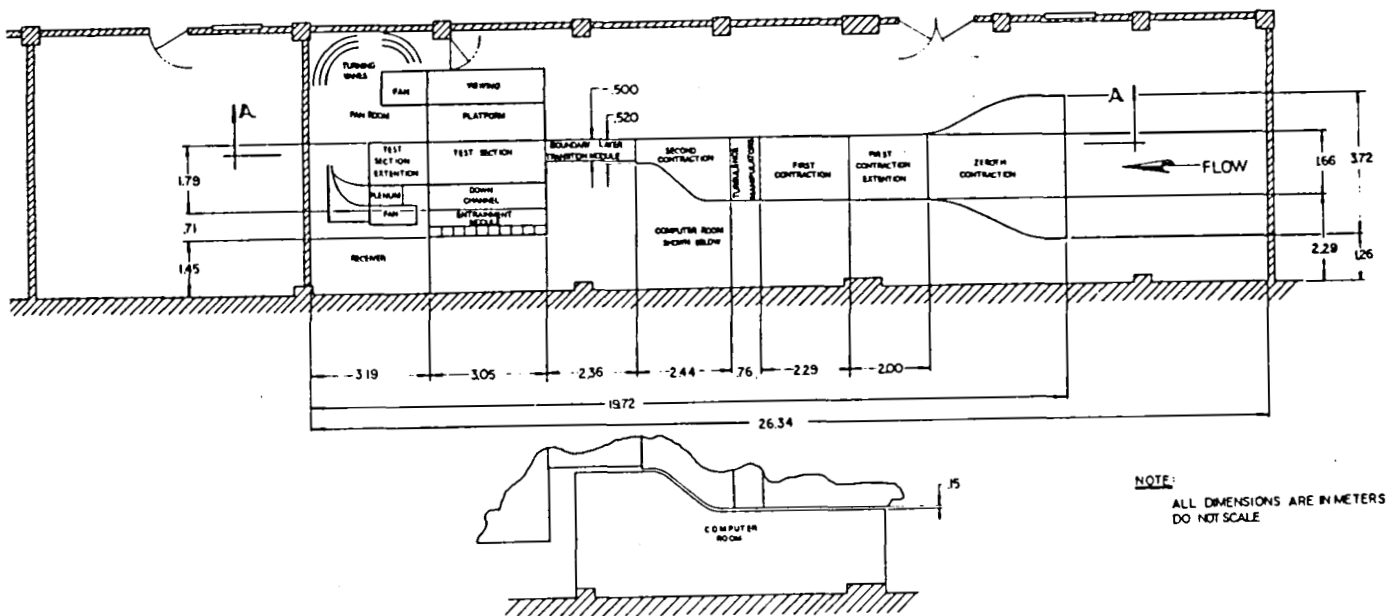 TURNING
VANES
FAN
VIEWING
FAN ROOM
PLATFORM
A
A
.500
.520
TEST
SECTION
EXTENTION
TEST SECTION
BOUNDARY LAYER
TRANSITION MODULE
SECOND
CONTRACTION
TURBULENCE
MANIPULATORS
FIRST
CONTRACTION
FIRST
CONTRACTION
EXTENTION
ZEROTH
CONTRACTION
FLOW
1.66
3.72
1.79
.71
1.45
PLENUM
FAN
DOWN
CHANNEL
ENTRAINMENT
MODULE
RECEIVER
COMPUTER ROOM
SHOWN BELOW
2.29
1.26
3.19
3.05
2.36
2.44
.76
2.29
2.00
19.72
26.34
.15
COMPUTER
ROOM
NOTE:
ALL DIMENSIONS ARE IN METERS
DO NOT SCALE